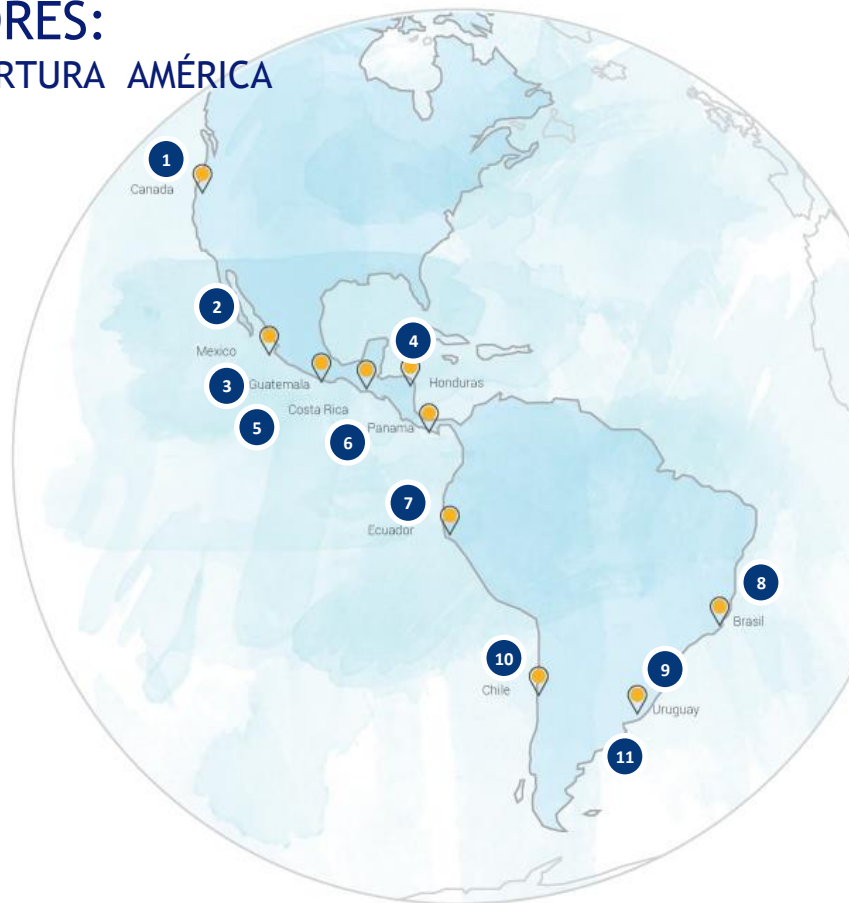 ORES:
RTURA AMÉRICA
1
Canada
2
Mexico
4
3
Guatemala
Honduras
Costa Rica
5
Panama
6
7
Ecuador
8
Brasil
10
9
Chile
Uruguay
11